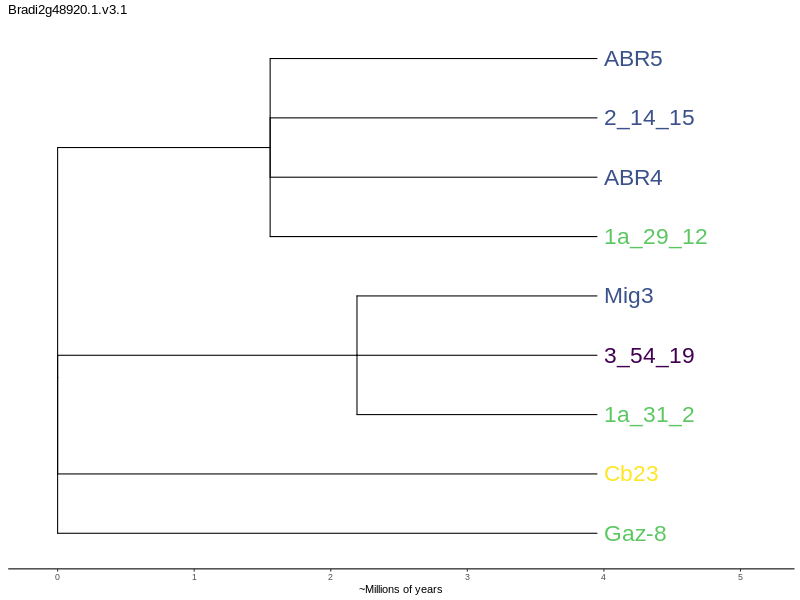 Bradi2g48920.1.v3.1
ABR5
2_14_15
ABR4
1a_29_12
Mig3
3_54_19
1a_31_2
Cb23
Gaz-8
0 1 2 3 4 5
~Millions of years